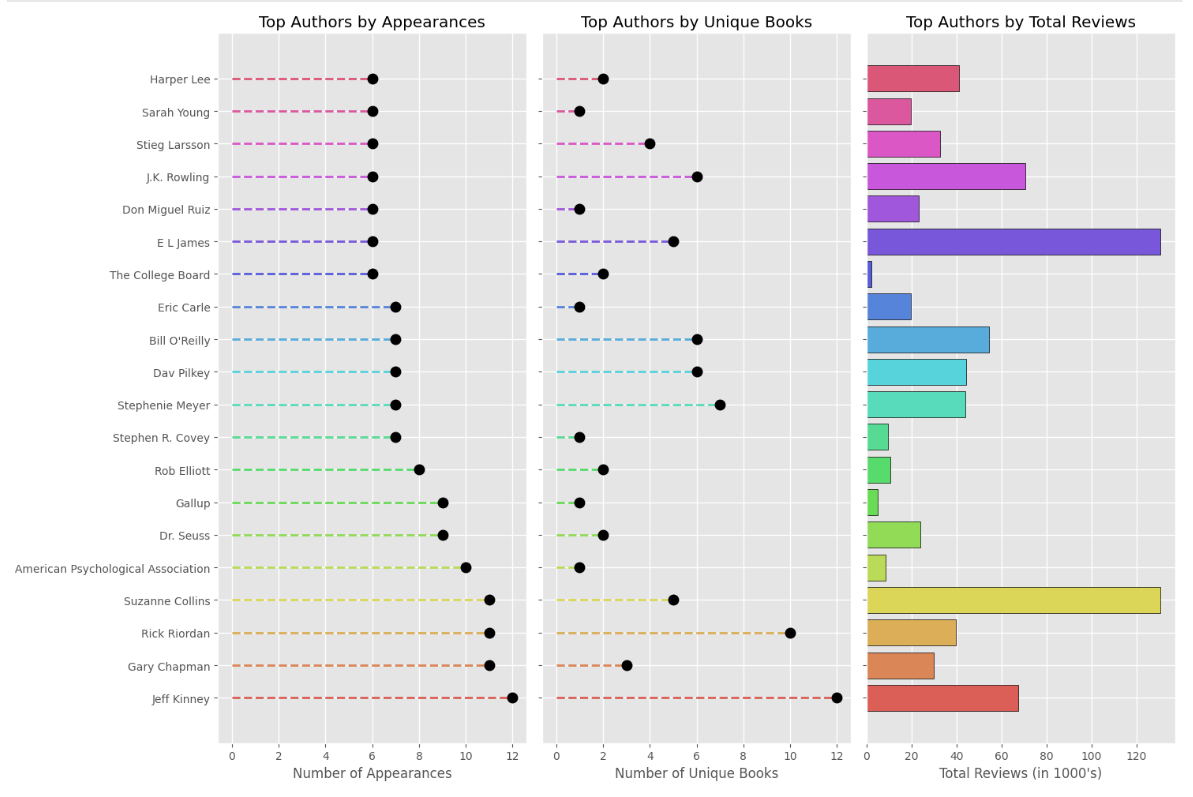 Top Authors by Appearances
Top Authors by Unique Books
Top Authors by Total Reviews
Harper Lee
Sarah Young
Stieg Larsson
J.K. Rowling
Don Miguel Ruiz
E L James
The College Board
Eric Carle
Bill O'Reilly
Dav Pilkey
Stephenie Meyer
Stephen R. Covey
Rob Elliott
Gallup
Dr. Seuss
American Psychological Association
Suzanne Collins
Rick Riordan
Gary Chapman
Jeff Kinney
0 2 4 6 8 10 12
0 2 4 6 8 10 12
0 20 40 60 80 100 120
Number of Appearances
Number of Unique Books
Total Reviews (in 1000's)